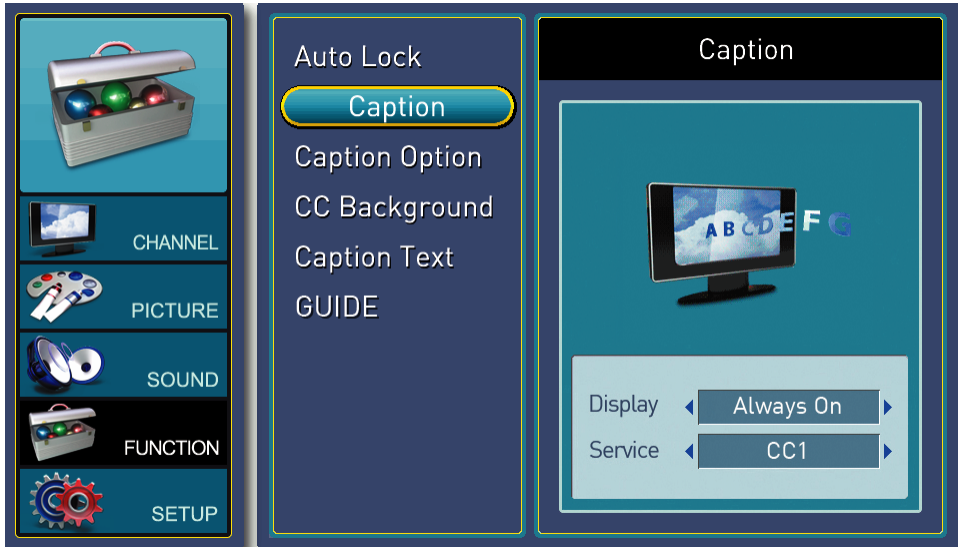 CHANNEL
PICTURE
SOUND
FUNCTION
SETUP
Auto Lock
Caption
Caption Option
CC Background
Caption Text
GUIDE
Caption
ABCDEFG
Display Always On
Service CC1